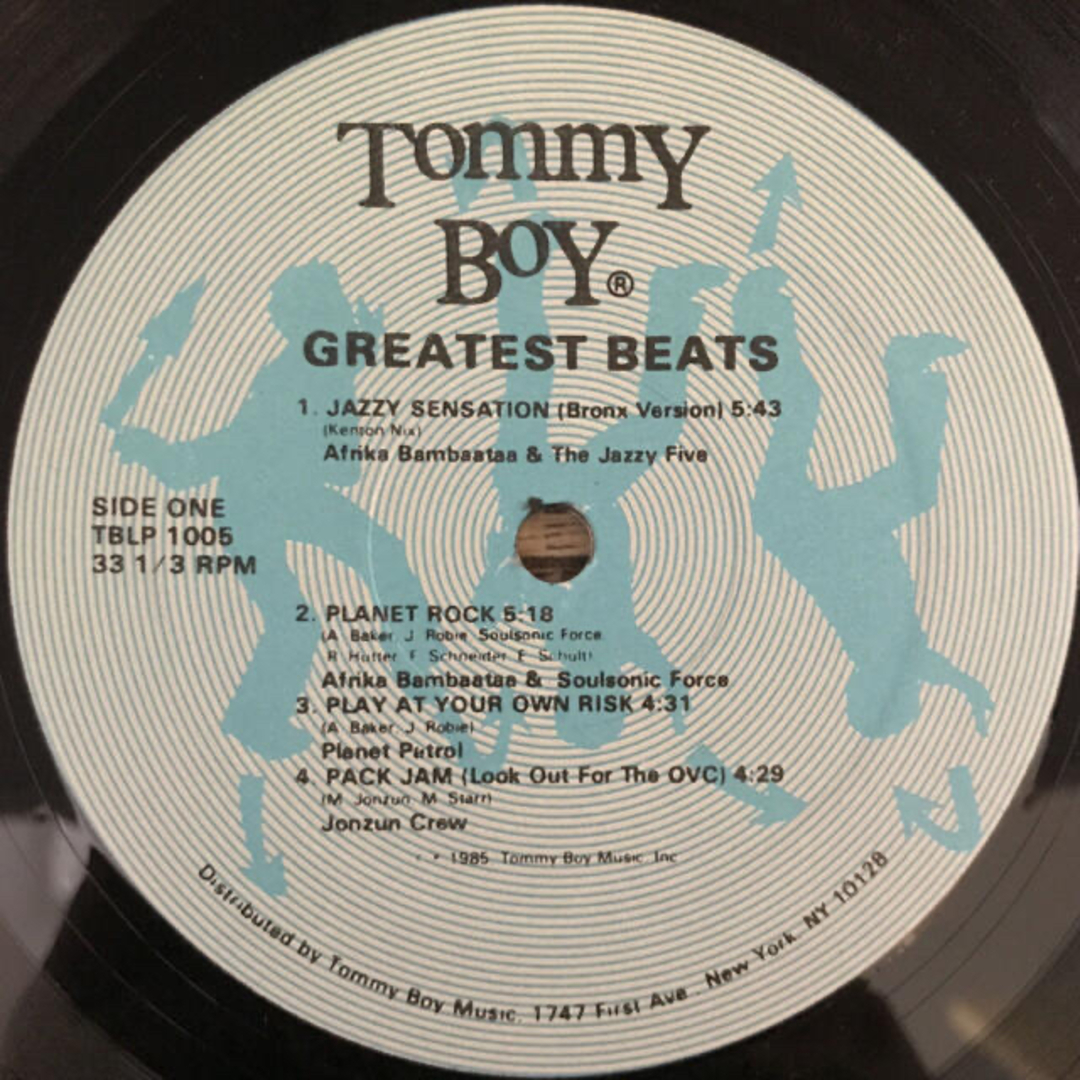 Tommy
Boy®
GREATEST BEATS
1. JAZZY SENSATION (Bronx Version) 5:43
(Kenton Nix)
Afrika Bambaataa & The Jazzy Five
SIDE ONE
TBLP 1005
33 1/3 RPM
2. PLANET ROCK 5:18
(A. Baker, J. Robie, Soulsonic Force
R. Hutter, F. Schneider, E. Schult)
Afrika Bambaataa & Soulsonic Force
3. PLAY AT YOUR OWN RISK 4:31
(A. Baker, J. Robie)
Planet Patrol
4. PACK JAM (Look Out For The OVC) 4:29
(M. Jonzun, M. Starr)
Jonzun Crew
1985 Tommy Boy Music, Inc.
Distributed by Tommy Boy Music, 1747 First Ave., New York, NY 10128